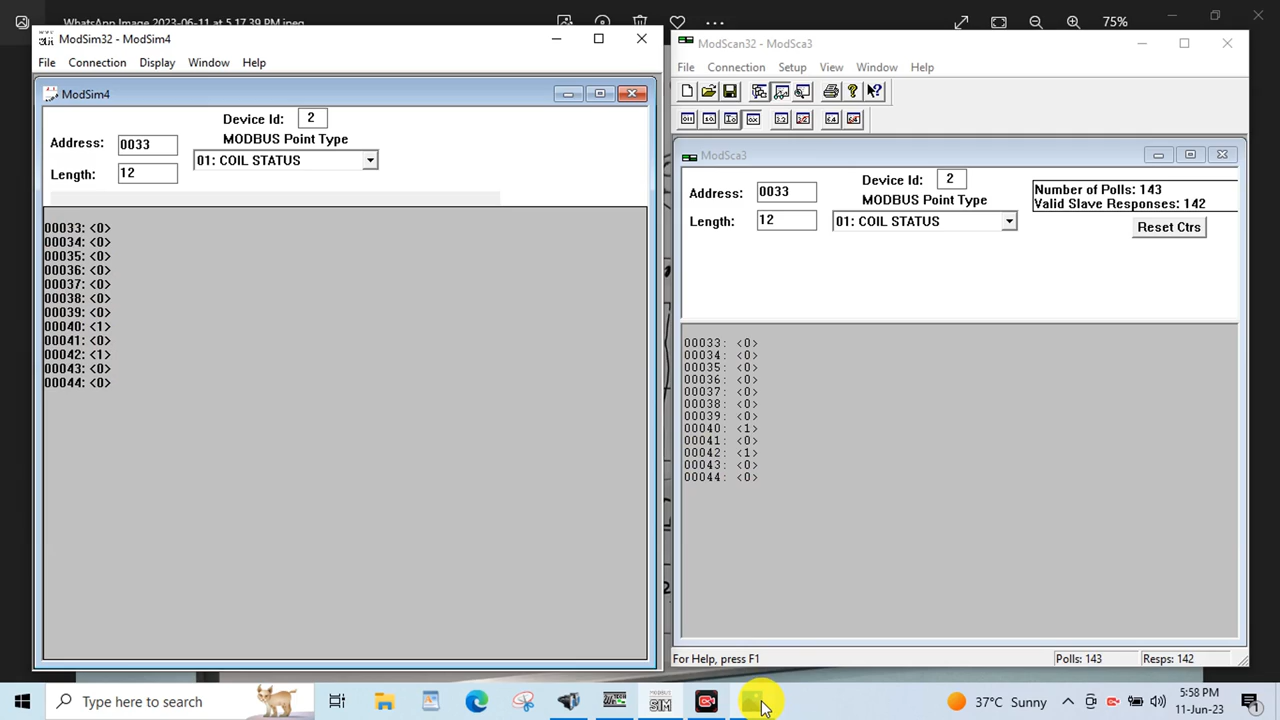 WhatsApp Image 2023-06-11 at 5.17.39 PM.jpeg
75%
ModSim32 - ModSim4
File Connection Display Window Help
ModSim4
Device Id: 2
Address: 0033
MODBUS Point Type
01: COIL STATUS
Length: 12
00033: <0>
00034: <0>
00035: <0>
00036: <0>
00037: <0>
00038: <0>
00039: <0>
00040: <1>
00041: <0>
00042: <1>
00043: <0>
00044: <0>
ModScan32 - ModSca3
File Connection Setup View Window Help
ModSca3
Device Id: 2
Address: 0033
MODBUS Point Type
Length: 12
01: COIL STATUS
Number of Polls: 143
Valid Slave Responses: 142
Reset Ctrs
00033: <0>
00034: <0>
00035: <0>
00036: <0>
00037: <0>
00038: <0>
00039: <0>
00040: <1>
00041: <0>
00042: <1>
00043: <0>
00044: <0>
For Help, press F1
Polls: 143
Resps: 142
Type here to search
37°C Sunny
5:58 PM
11-Jun-23